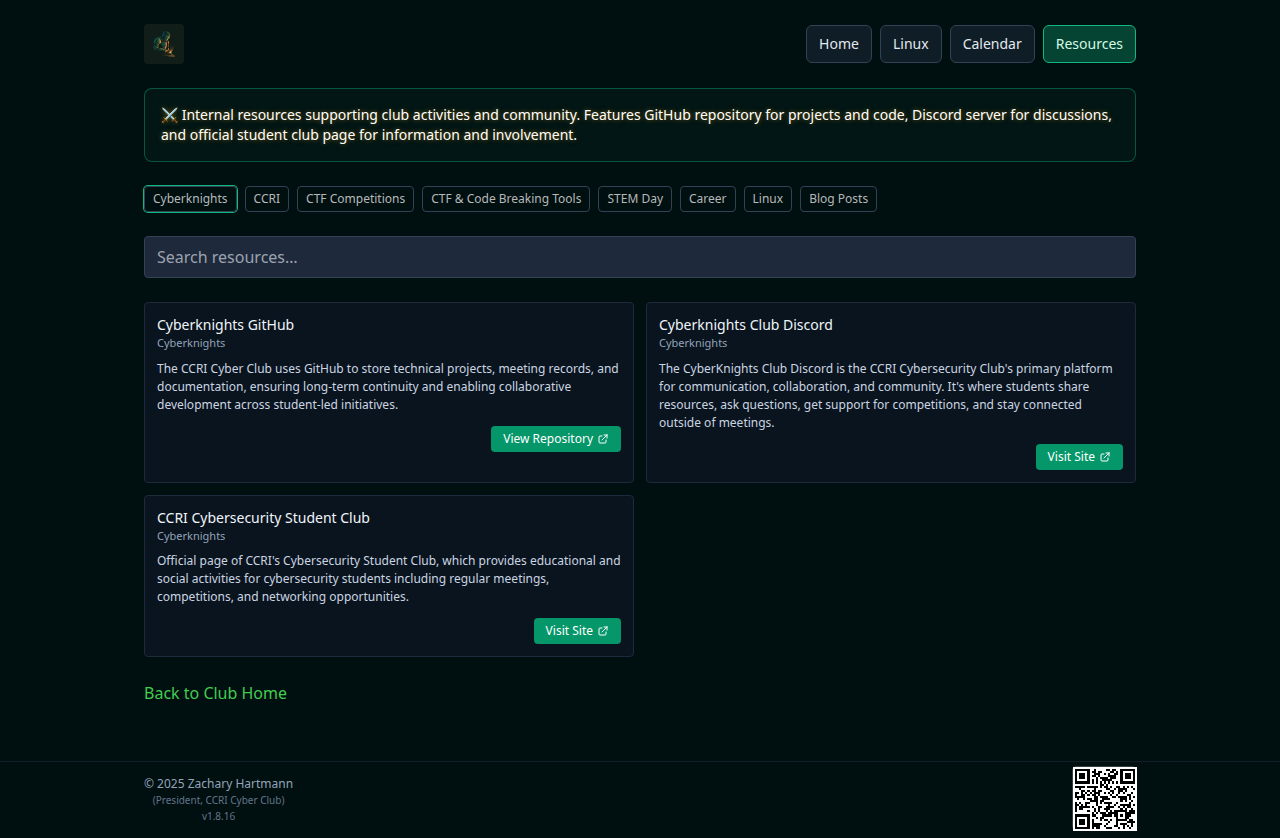 Home
Linux
Calendar
Resources
⚔️ Internal resources supporting club activities and community. Features GitHub repository for projects and code, Discord server for discussions,
and official student club page for information and involvement.
Cyberknights
CCRI
CTF Competitions
CTF & Code Breaking Tools
STEM Day
Career
Linux
Blog Posts
Search resources...
Cyberknights GitHub
Cyberknights
The CCRI Cyber Club uses GitHub to store technical projects, meeting records, and
documentation, ensuring long-term continuity and enabling collaborative
development across student-led initiatives.
View Repository
Cyberknights Club Discord
Cyberknights
The CyberKnights Club Discord is the CCRI Cybersecurity Club's primary platform
for communication, collaboration, and community. It's where students share
resources, ask questions, get support for competitions, and stay connected
outside of meetings.
Visit Site
CCRI Cybersecurity Student Club
Cyberknights
Official page of CCRI's Cybersecurity Student Club, which provides educational and
social activities for cybersecurity students including regular meetings,
competitions, and networking opportunities.
Visit Site
Back to Club Home
© 2025 Zachary Hartmann
(President, CCRI Cyber Club)
v1.8.16